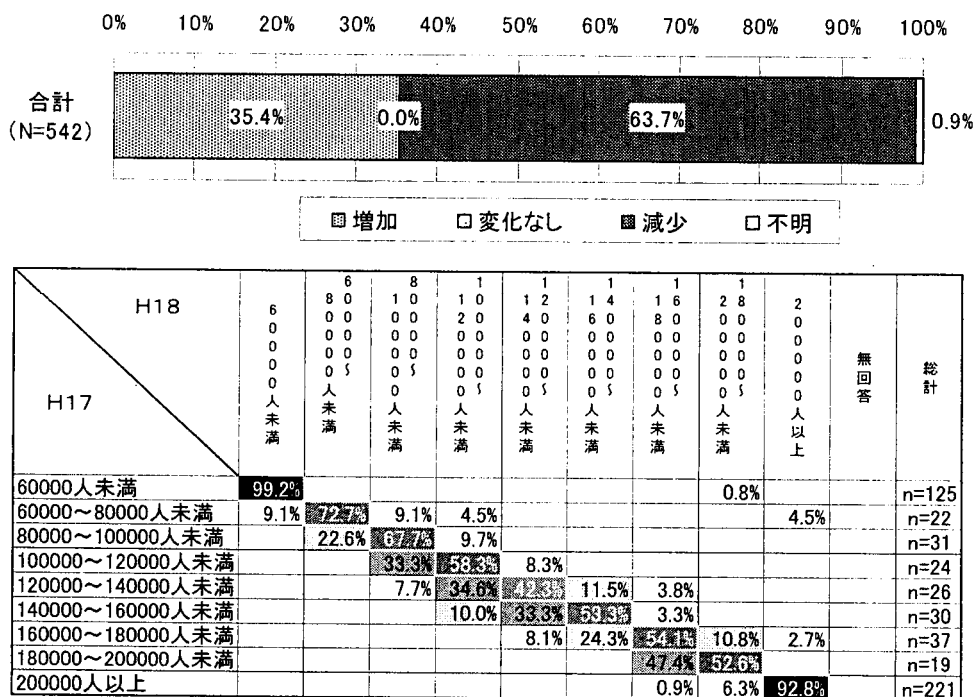 0% 10% 20% 30% 40% 50% 60% 70% 80% 90% 100%
合計
(N=542)
35.4% 0.0% 63.7% 0.9%
増加 変化なし 減少 不明
H18
H17
60000人未満
60000～
80000人未満
80000～
100000人未満
100000～
120000人未満
120000～
140000人未満
140000～
160000人未満
160000～
180000人未満
180000～
200000人未満
200000人以上
無回答
総計
60000人未満 99.2% 0.8% n=125
60000～80000人未満 9.1% 72.7% 9.1% 4.5% 4.5% n=22
80000～100000人未満 22.6% 67.7% 9.7% n=31
100000～120000人未満 33.3% 58.3% 8.3% n=24
120000～140000人未満 7.7% 34.6% 42.3% 11.5% 3.8% n=26
140000～160000人未満 10.0% 33.3% 53.3% 3.3% n=30
160000～180000人未満 8.1% 24.3% 54.1% 10.8% 2.7% n=37
180000～200000人未満 47.4% 52.6% n=19
200000人以上 0.9% 6.3% 92.8% n=221